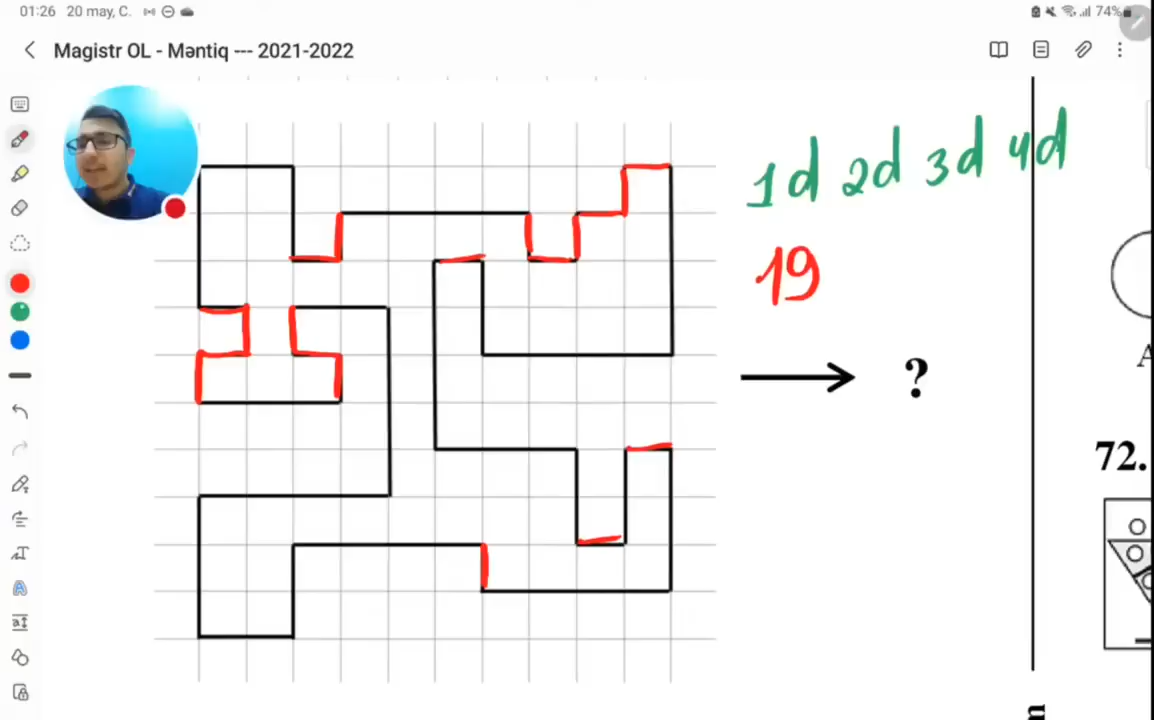 01:26 20 may, C. 74%
Magistr OL - Məntiq --- 2021-2022
1d 2d 3d 4d
19
?
A
72.
n